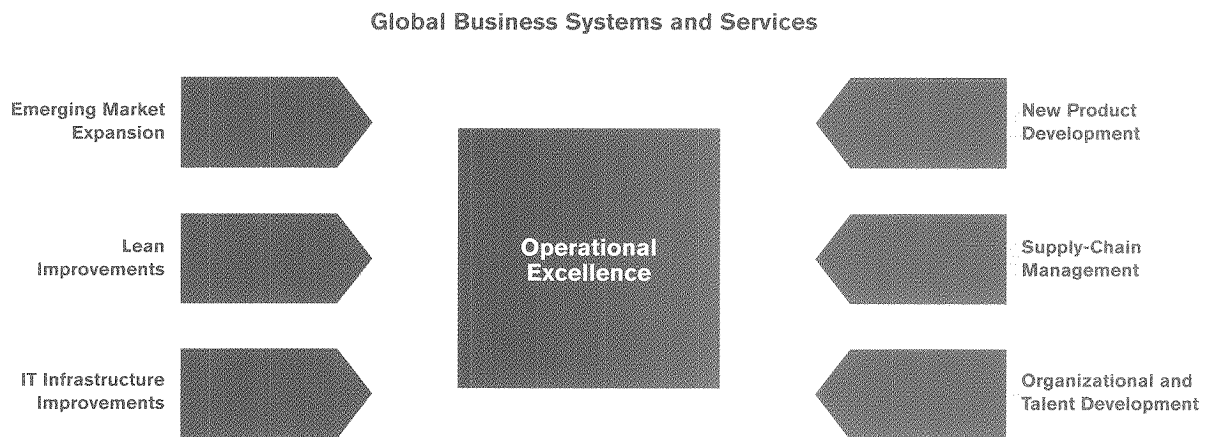 Global Business Systems and Services
Emerging Market
Expansion
New Product
Development
Lean
Improvements
Operational
Excellence
Supply-Chain
Management
IT Infrastructure
Improvements
Organizational and
Talent Development